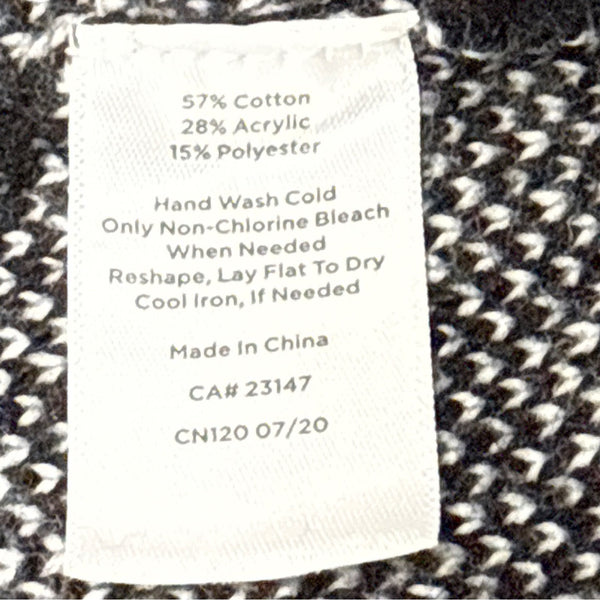 57% Cotton
28% Acrylic
15% Polyester
Hand Wash Cold
Only Non-Chlorine Bleach
When Needed
Reshape, Lay Flat To Dry
Cool Iron, If Needed
Made In China
CA# 23147
CN120 07/20